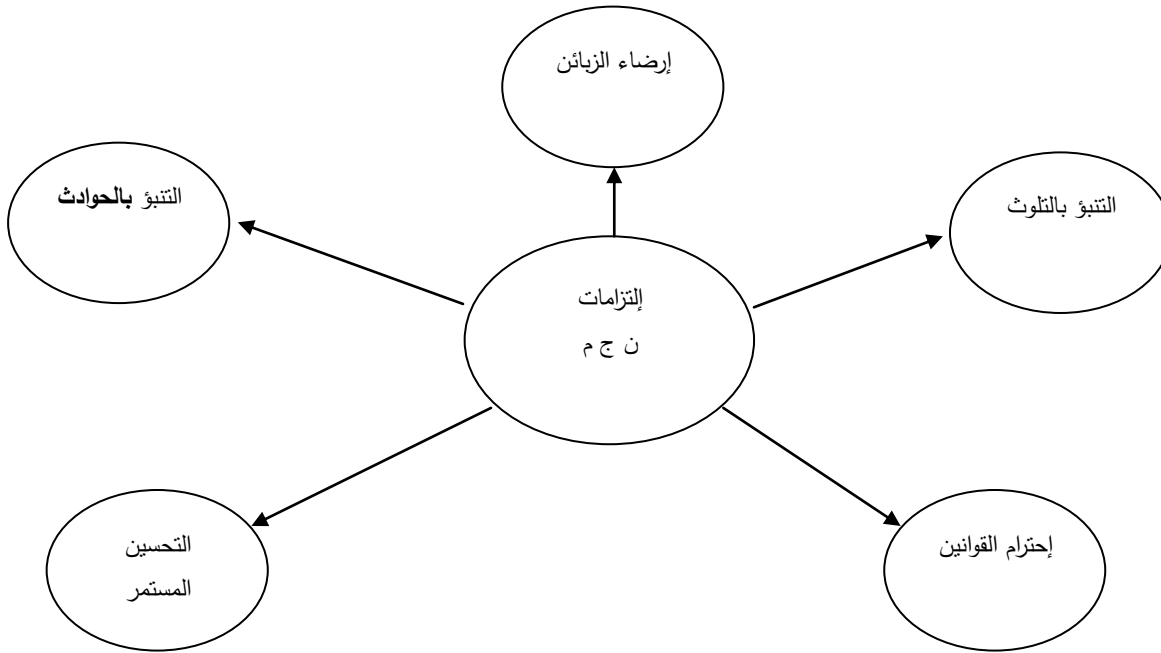 إرضاء الزبائن
التنبؤ بالتلوث
التنبؤ بالحوادث
إلتزامات
ن ج م
إحترام القوانين
التحسين
المستمر